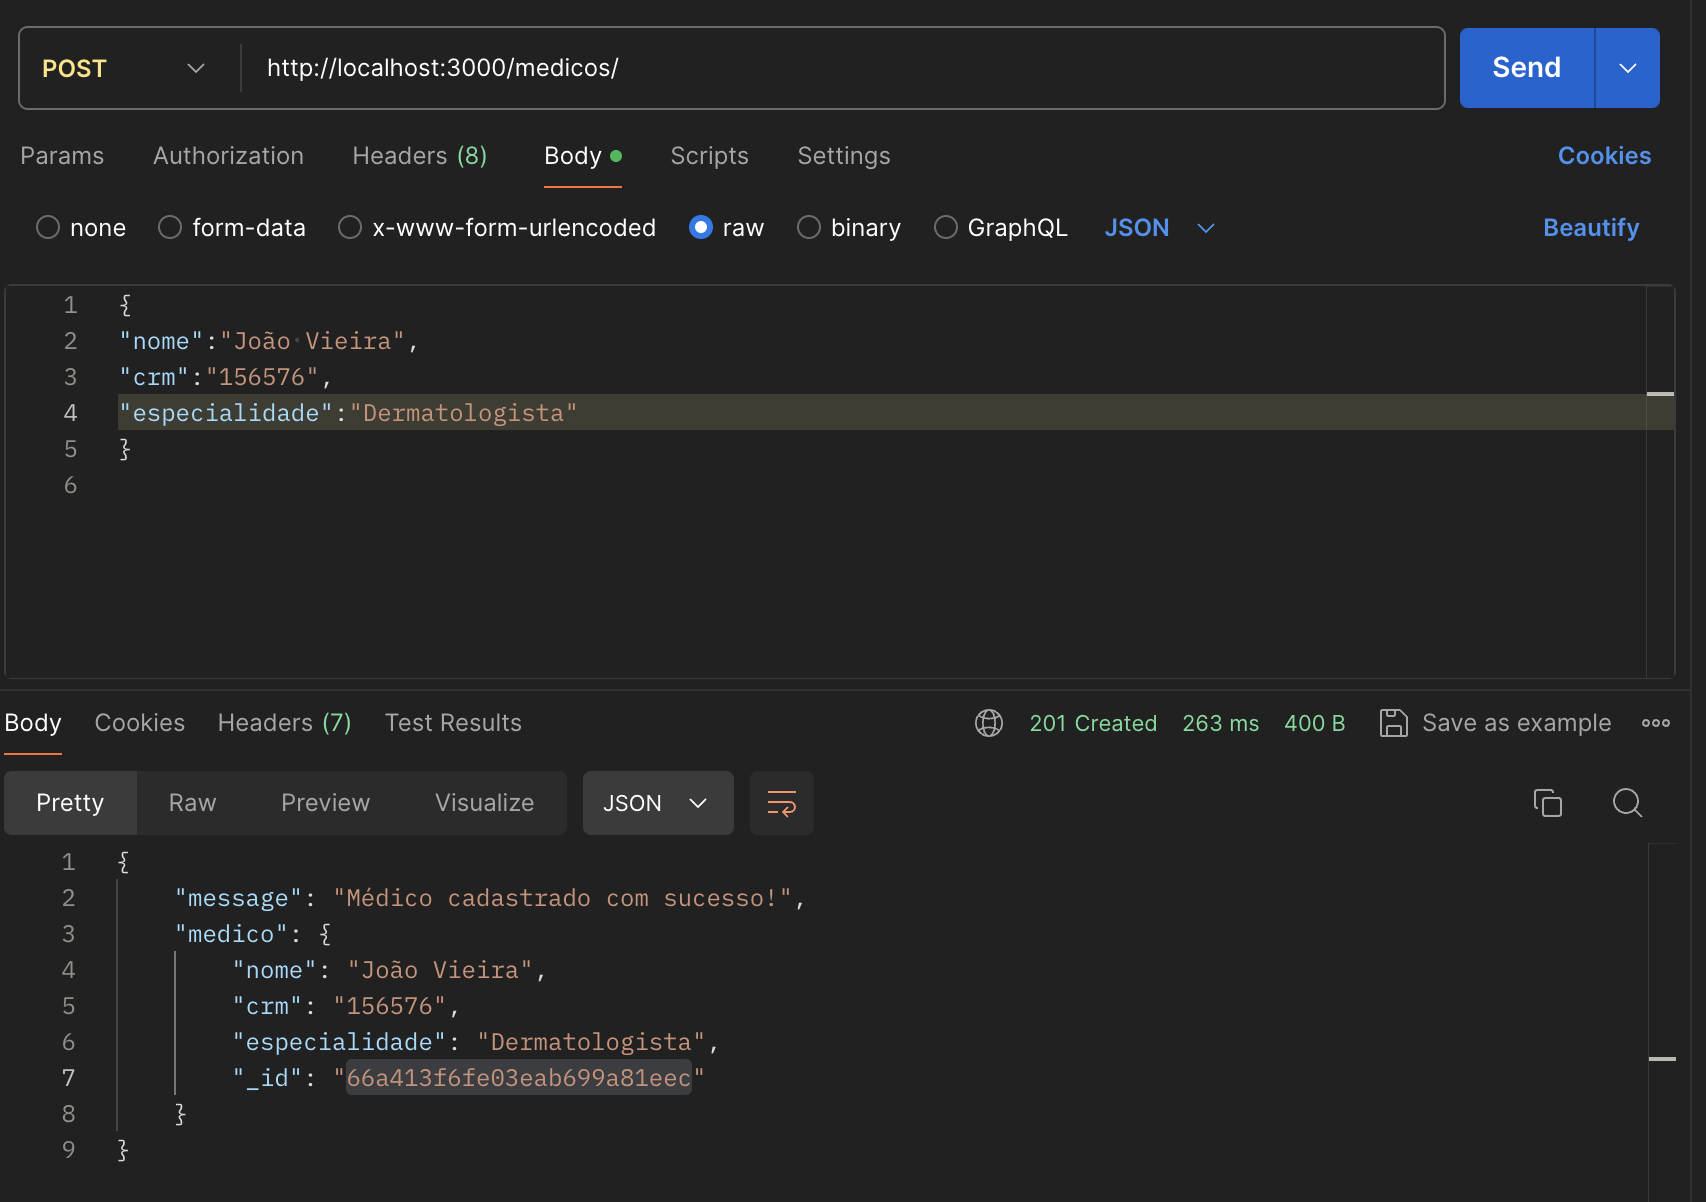 POST http://localhost:3000/medicos/ Send
Params Authorization Headers (8) Body Scripts Settings Cookies
none form-data x-www-form-urlencoded raw binary GraphQL JSON Beautify
1 {
2 "nome":"João Vieira",
3 "crm":"156576",
4 "especialidade":"Dermatologista"
5 }
6
Body Cookies Headers (7) Test Results 201 Created 263 ms 400 B Save as example
Pretty Raw Preview Visualize JSON
1 {
2 "message": "Médico cadastrado com sucesso!",
3 "medico": {
4 "nome": "João Vieira",
5 "crm": "156576",
6 "especialidade": "Dermatologista",
7 "_id": "66a413f6fe03eab699a81eec"
8 }
9 }